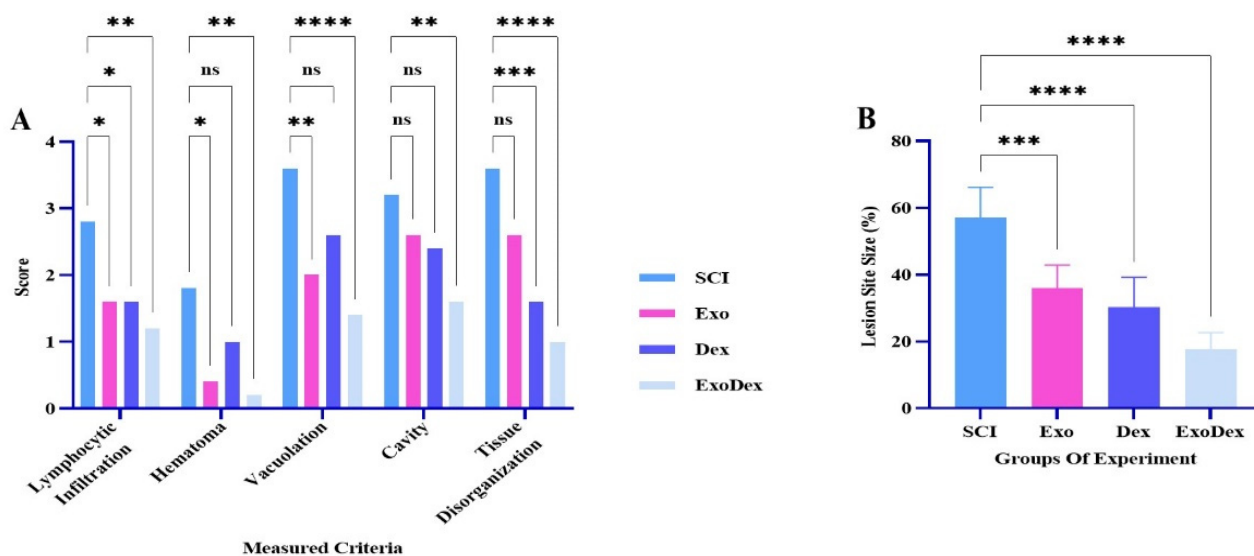 ** ** **** ** ****
* ns ns ns ***
* * ** ns ns
A
4
3
2
1
0
Score
Lymphocytic
Infiltration
Hematoma
Vacuolation
Cavity
Tissue
Disorganization
Measured Criteria
SCI
Exo
Dex
ExoDex
****
****
***
B
80
60
40
20
0
Lesion Site Size (%)
SCI Exo Dex ExoDex
Groups Of Experiment